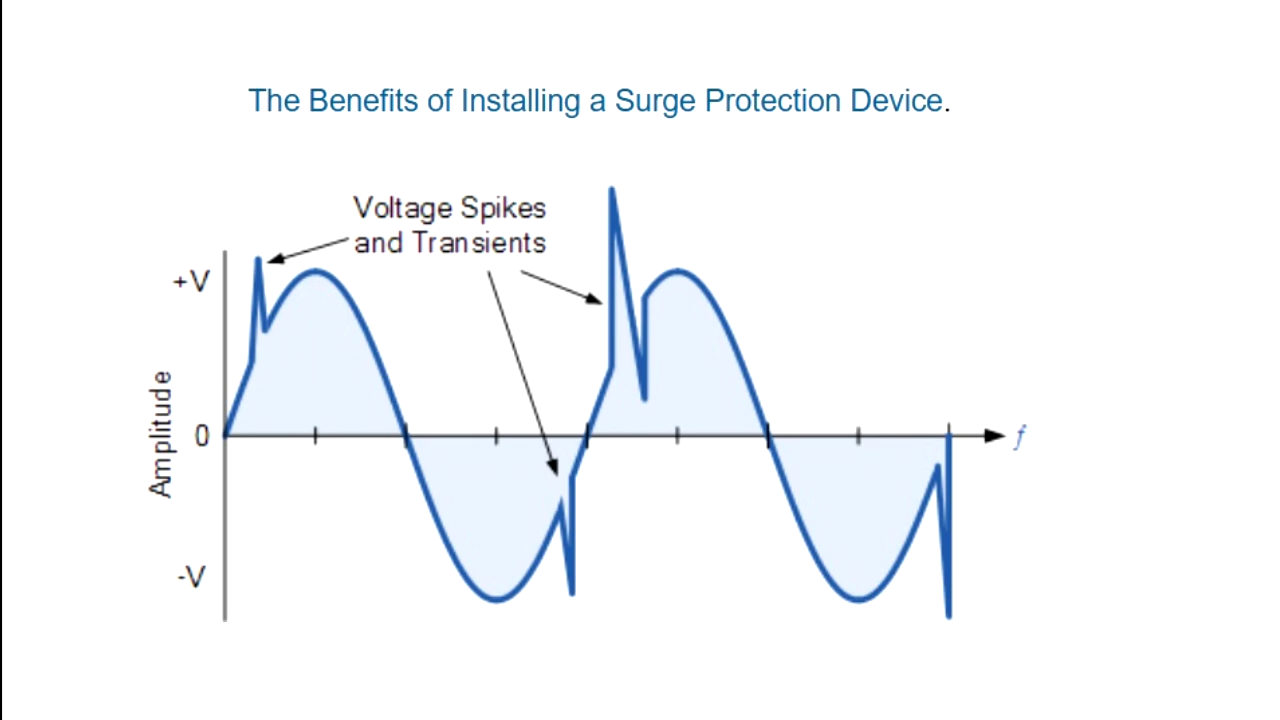 The Benefits of Installing a Surge Protection Device.
Voltage Spikes
and Transients
+V
Amplitude
0
f
-V